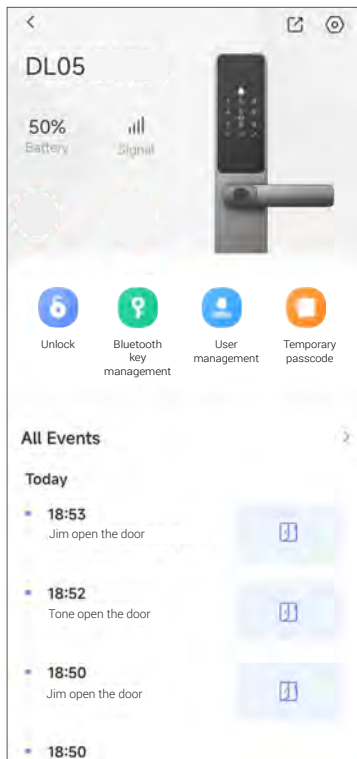 DL05
50%
Battery
Signal
Unlock
Bluetooth
key
management
User
management
Temporary
passcode
All Events
Today
18:53
Jim open the door
18:52
Tone open the door
18:50
Jim open the door
18:50